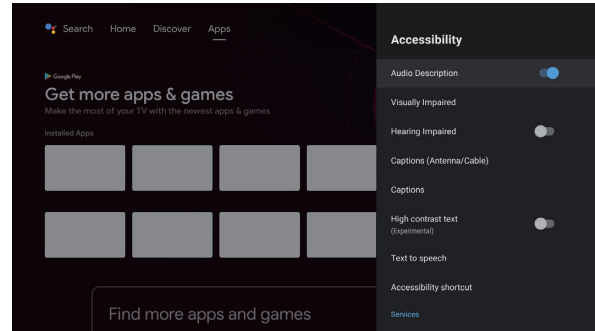 Search Home Discover Apps
Google Play
Get more apps & games
Make the most of your TV with the newest apps & games
Installed Apps
Find more apps and games
Accessibility
Audio Description
Visually Impaired
Hearing Impaired
Captions (Antenna/Cable)
Captions
High contrast text
(Experimental)
Text to speech
Accessibility shortcut
Services